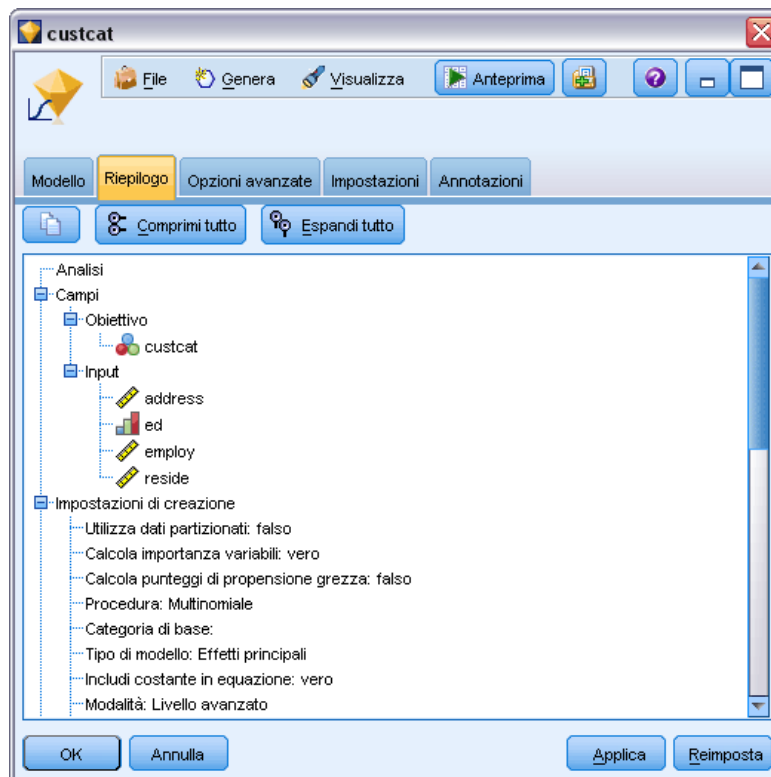 custcat
File Genera Visualizza Anteprima
Modello Riepilogo Opzioni avanzate Impostazioni Annotazioni
Comprimi tutto Espandi tutto
Analisi
Campi
Obiettivo
custcat
Input
address
ed
employ
reside
Impostazioni di creazione
Utilizza dati partizionati: falso
Calcola importanza variabili: vero
Calcola punteggi di propensione grezza: falso
Procedura: Multinomiale
Categoria di base:
Tipo di modello: Effetti principali
Includi costante in equazione: vero
Modalità: Livello avanzato
OK Annulla Applica Reimposta